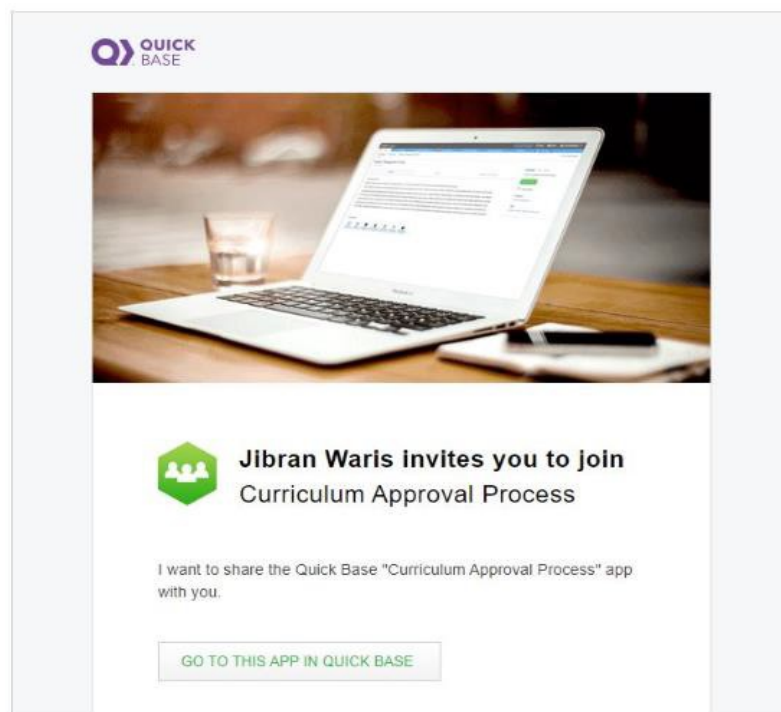 QUICK
BASE
Jibran Waris invites you to join
Curriculum Approval Process
I want to share the Quick Base "Curriculum Approval Process" app
with you.
GO TO THIS APP IN QUICK BASE